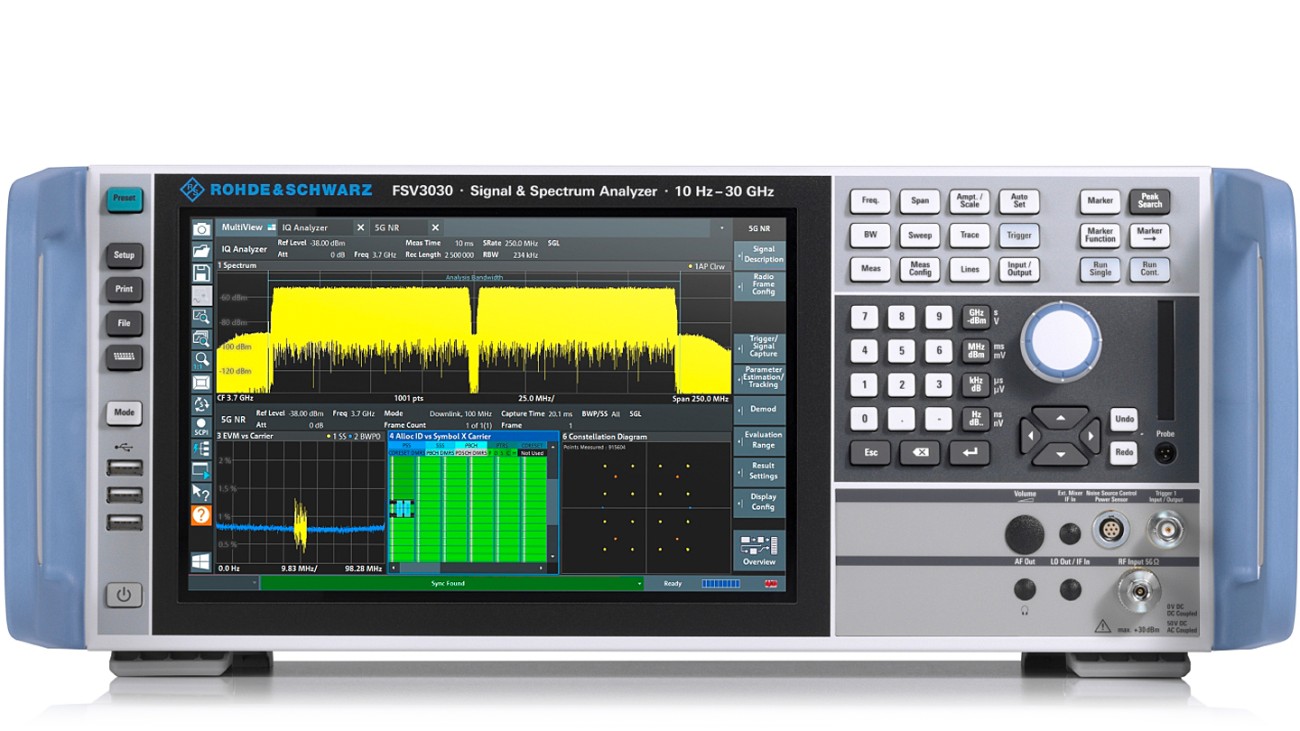 ROHDE & SCHWARZ FSV3030 · Signal & Spectrum Analyzer · 10 Hz – 30 GHz
Preset
Setup
Print
File
Mode
MultiView IQ Analyzer 5G NR
5G NR
IQ Analyzer Ref Level -38.00 dBm Meas Time 10 ms SRate 250.0 MHz SGL
Att 0 dB Freq 3.7 GHz Rec Length 2 500 000 RBW 234 kHz
1 Spectrum 1AP Clrw
Analysis Bandwidth
-60 dBm
-80 dBm
-100 dBm
-120 dBm
CF 3.7 GHz 1001 pts 25.0 MHz/ Span 250.0 MHz
5G NR Ref Level -38.00 dBm Freq 3.7 GHz Mode Downlink, 100 MHz Capture Time 20.1 ms BWP/SS All SGL
Att 0 dB Frame Count 1 of 1(1) Frame 1
3 EVM vs Carrier 1 SS 2 BWP0
2 %
1.5 %
1 %
0.5 %
0.0 Hz 9.83 MHz/ 98.28 MHz
4 Alloc ID vs Symbol X Carrier
PSS SSS PBCH
CORESET DMRS PBCH DMRS PDSCH DMRS
Not Used
6 Constellation Diagram
Points Measured : 915604
SCPI
1:1
Sync Found
Ready
Signal
Description
Radio
Frame
Config
Trigger/
Signal
Capture
Parameter
Estimation/
Tracking
Demod
Evaluation
Range
Result
Settings
Display
Config
Overview
Freq. Span Ampt. / Scale Auto Set Marker Peak Search
BW Sweep Trace Trigger Marker Function Marker →
Meas Meas Config Lines Input / Output Run Single Run Cont.
7 8 9 GHz -dBm s V
4 5 6 MHz dBm ms mV
1 2 3 kHz dB µs µV
0 . - Hz dB.. ns nV
Esc
Undo
Redo
Probe
Volume
Ext. Mixer
IF In
Noise Source Control
Power Sensor
Trigger 1
Input / Output
AF Out
LO Out / IF In
RF Input 50 Ω
0 V DC
DC Coupled
50V DC
AC Coupled
max. +30 dBm